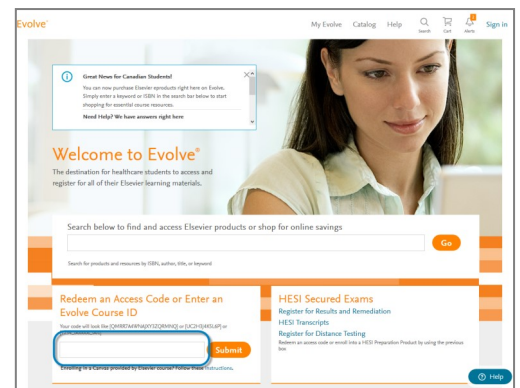 Evolve
My Evolve Catalog Help Search Cart Alerts Sign in
Great News for Canadian Students!
You can now purchase Elsevier eproducts right here on Evolve.
Simply enter a keyword or ISBN in the search bar below to start
shopping for essential course resources.
Need Help? We have answers right here
Welcome to Evolve®
The destination for healthcare students to access and
register for all of their Elsevier learning materials.
Search below to find and access Elsevier products or shop for online savings
Go
Search for products and resources by ISBN, author, title, or keyword
Redeem an Access Code or Enter an
Evolve Course ID
Your code will look like
or
Submit
Enrolling in a Canvas provided by Elsevier course? Follow these instructions.
HESI Secured Exams
Register for Results and Remediation
HESI Transcripts
Register for Distance Testing
Redeem an access code or enroll into a HESI Preparation Product by using the previous
box
Help